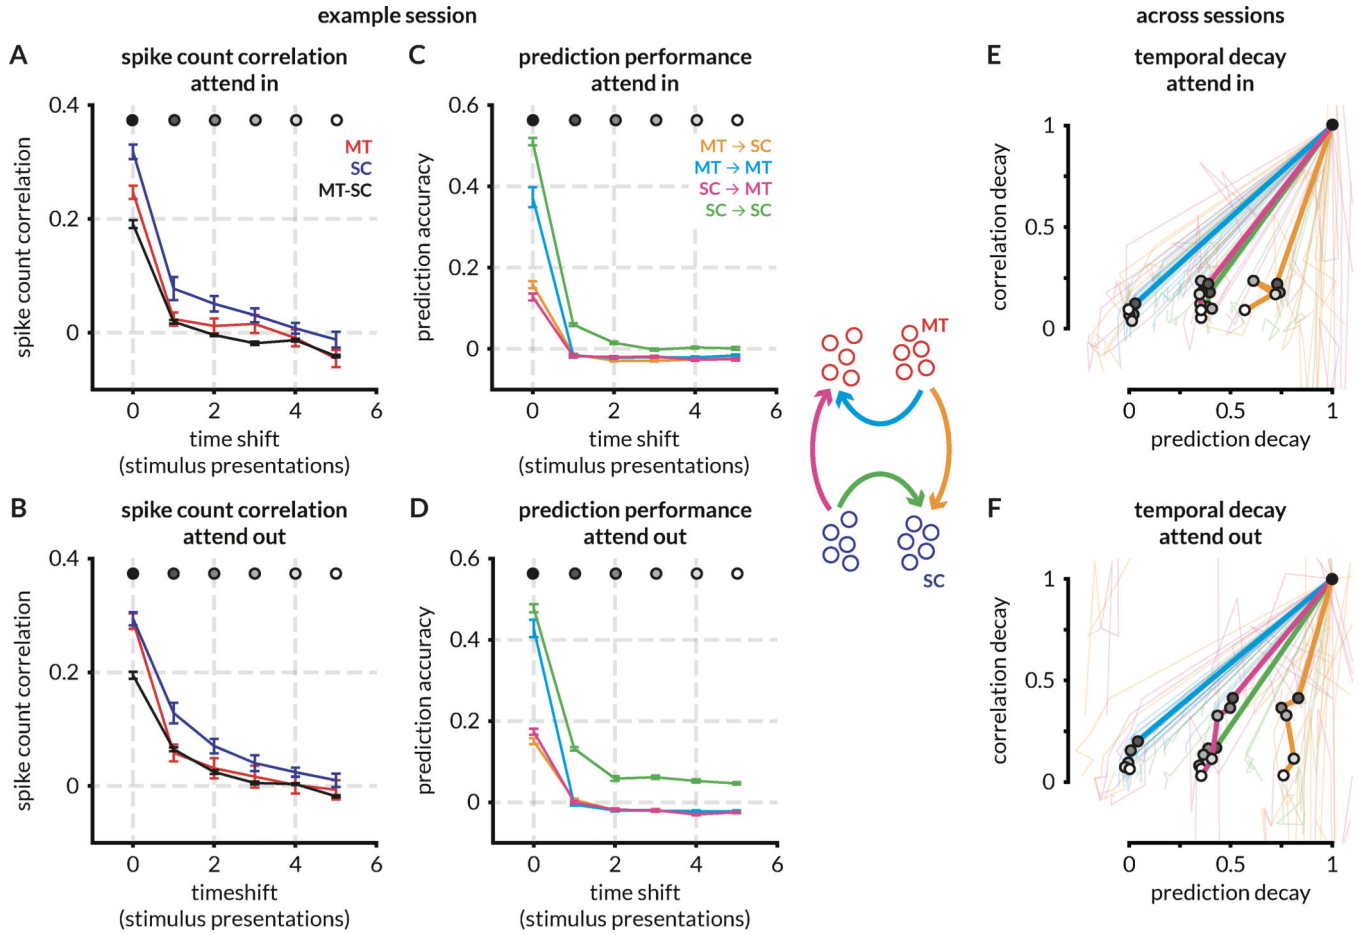 example session
across sessions
A
spike count correlation
attend in
0.4
0.2
0
spike count correlation
MT
SC
MT-SC
0
2
4
6
time shift
(stimulus presentations)
C
prediction performance
attend in
0.6
0.4
0.2
0
prediction accuracy
MT → SC
MT → MT
SC → MT
SC → SC
0
2
4
6
time shift
(stimulus presentations)
MT
SC
E
temporal decay
attend in
1
0.5
0
correlation decay
0
0.5
1
prediction decay
B
spike count correlation
attend out
0.4
0.2
0
spike count correlation
0
2
4
6
timeshift
(stimulus presentations)
D
prediction performance
attend out
0.6
0.4
0.2
0
prediction accuracy
0
2
4
6
time shift
(stimulus presentations)
F
temporal decay
attend out
1
0.5
0
correlation decay
0
0.5
1
prediction decay